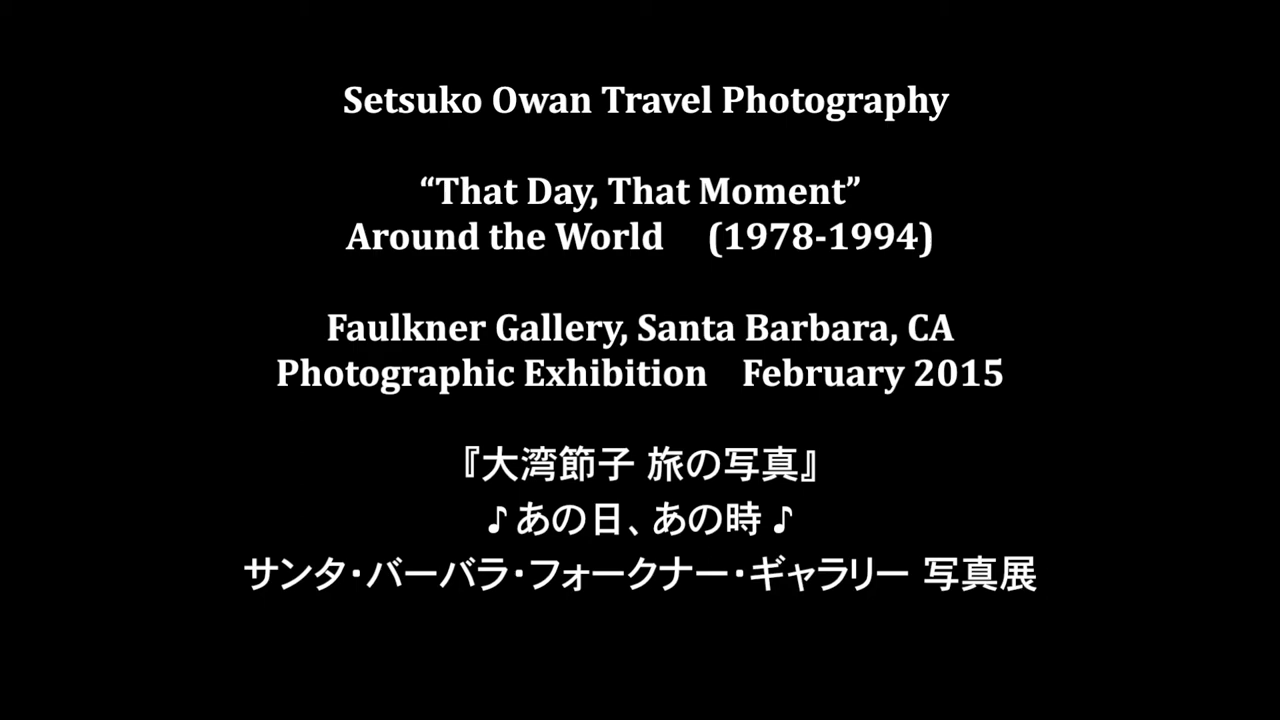 Setsuko Owan Travel Photography
“That Day, That Moment”
Around the World (1978-1994)
Faulkner Gallery, Santa Barbara, CA
Photographic Exhibition February 2015
『大湾節子 旅の写真』
♪あの日、あの時♪
サンタ・バーバラ・フォークナー・ギャラリー 写真展